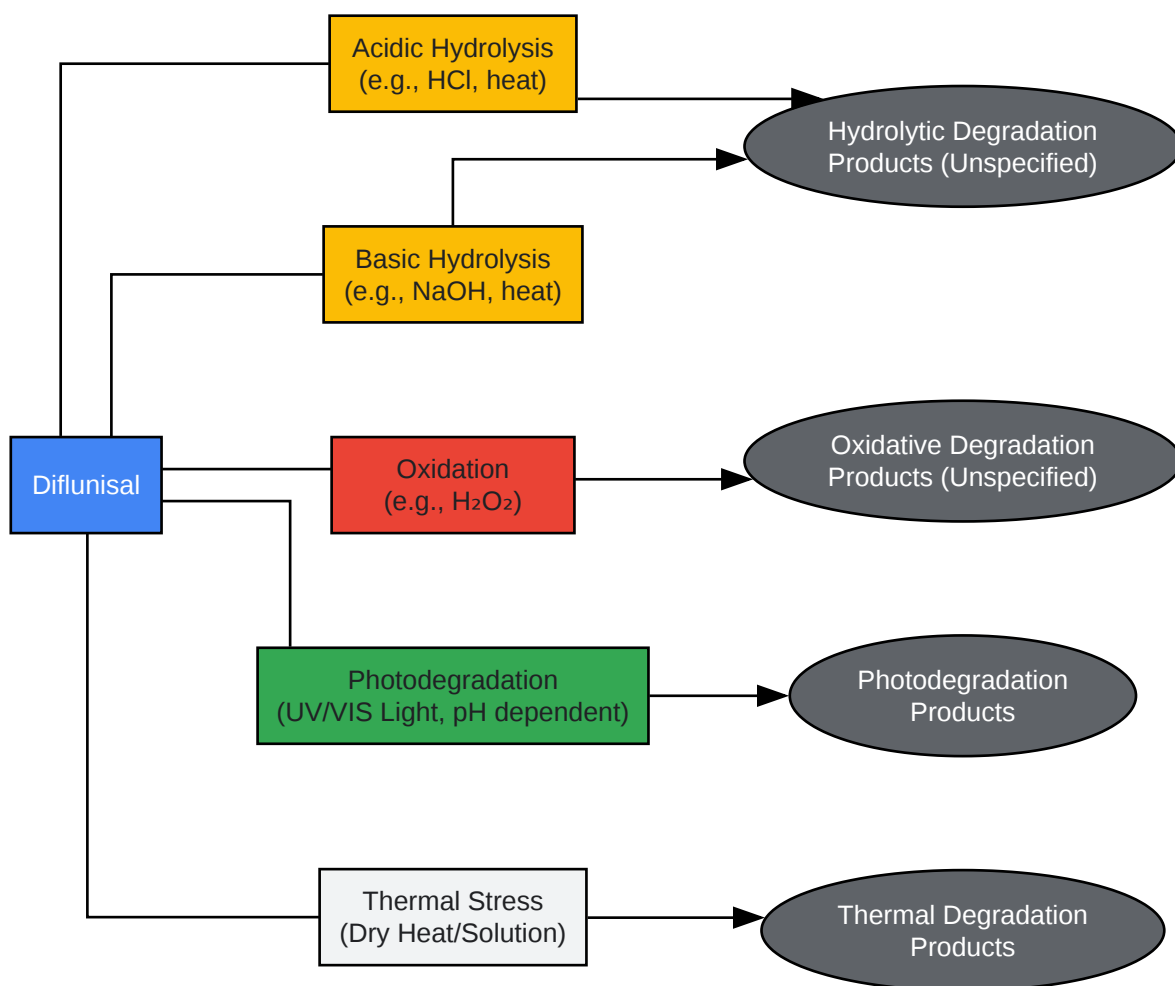 Acidic Hydrolysis
(e.g., HCl, heat)
Hydrolytic Degradation
Products (Unspecified)
Basic Hydrolysis
(e.g., NaOH, heat)
Diflunisal
Oxidation
(e.g., H₂O₂)
Oxidative Degradation
Products (Unspecified)
Photodegradation
(UV/VIS Light, pH dependent)
Photodegradation
Products
Thermal Stress
(Dry Heat/Solution)
Thermal Degradation
Products